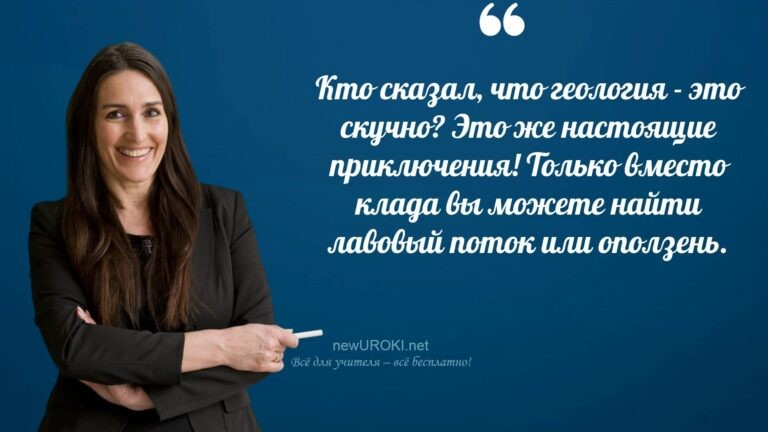 Кто сказал, что геология - это
скучно? Это же настоящие
приключения! Только вместо
клада вы можете найти
лавовый поток или оползень.
newUROKI.net
Всё для учителя – всё бесплатно!